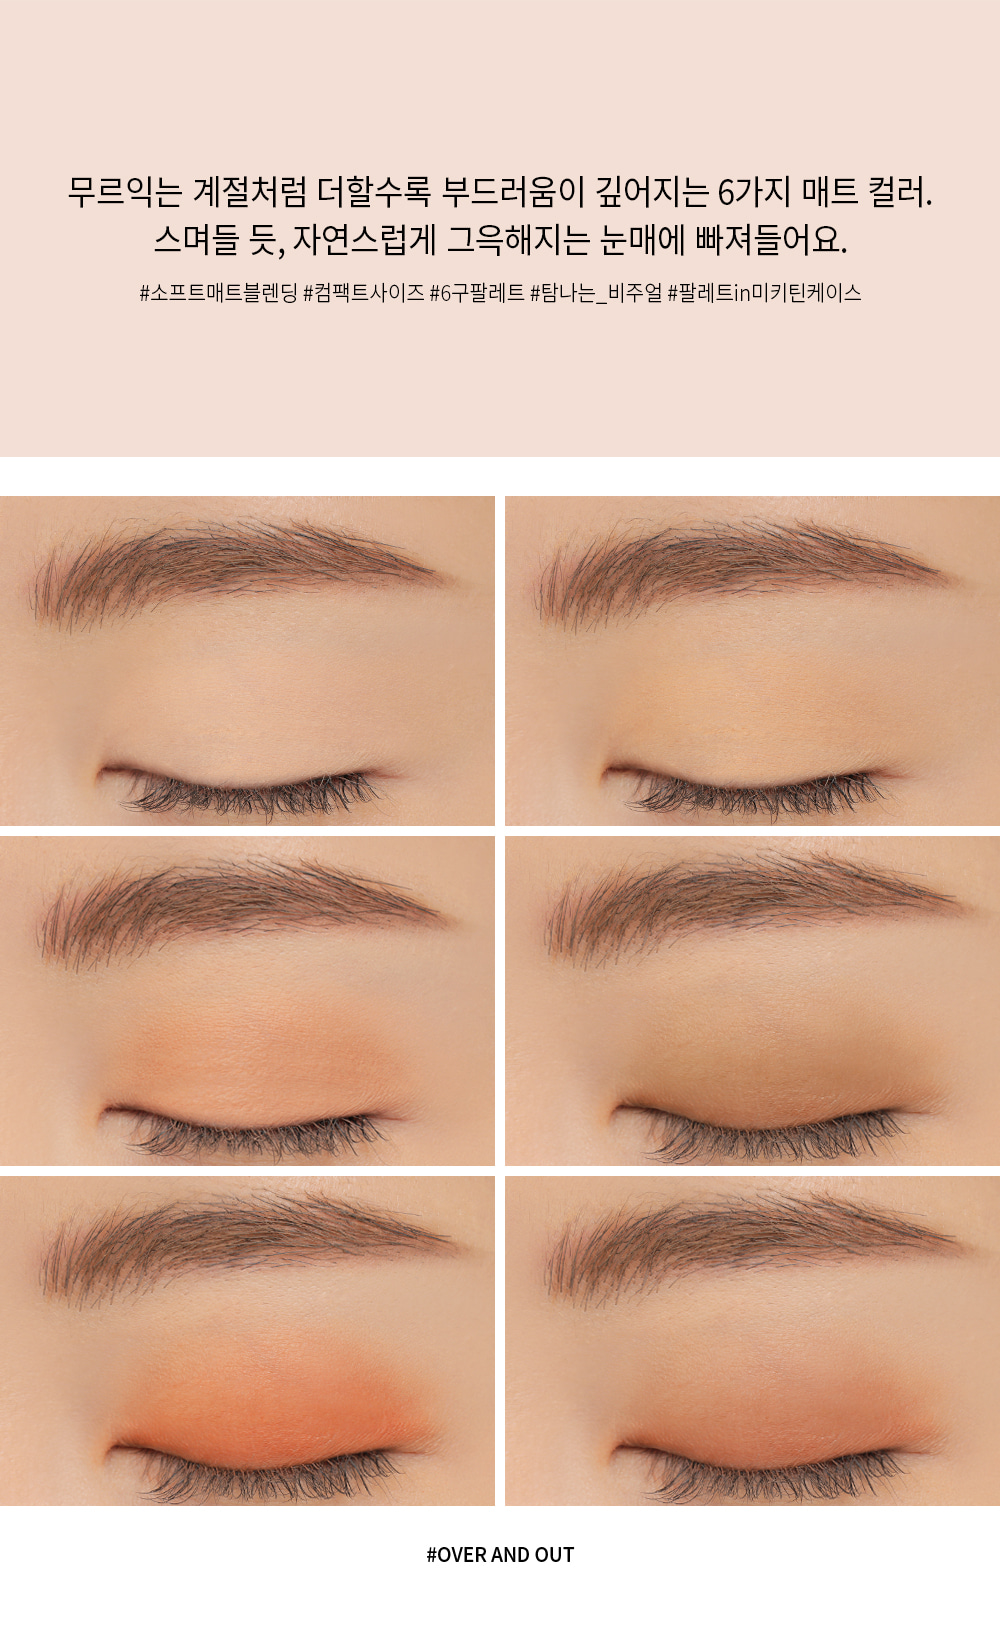 무르익는 계절처럼 더할수록 부드러움이 깊어지는 6가지 매트 컬러.
스며들 듯, 자연스럽게 그윽해지는 눈매에 빠져들어요.
#소프트매트블렌딩 #컴팩트사이즈 #6구팔레트 #탐나는_비주얼 #팔레트in미키틴케이스
#OVER AND OUT